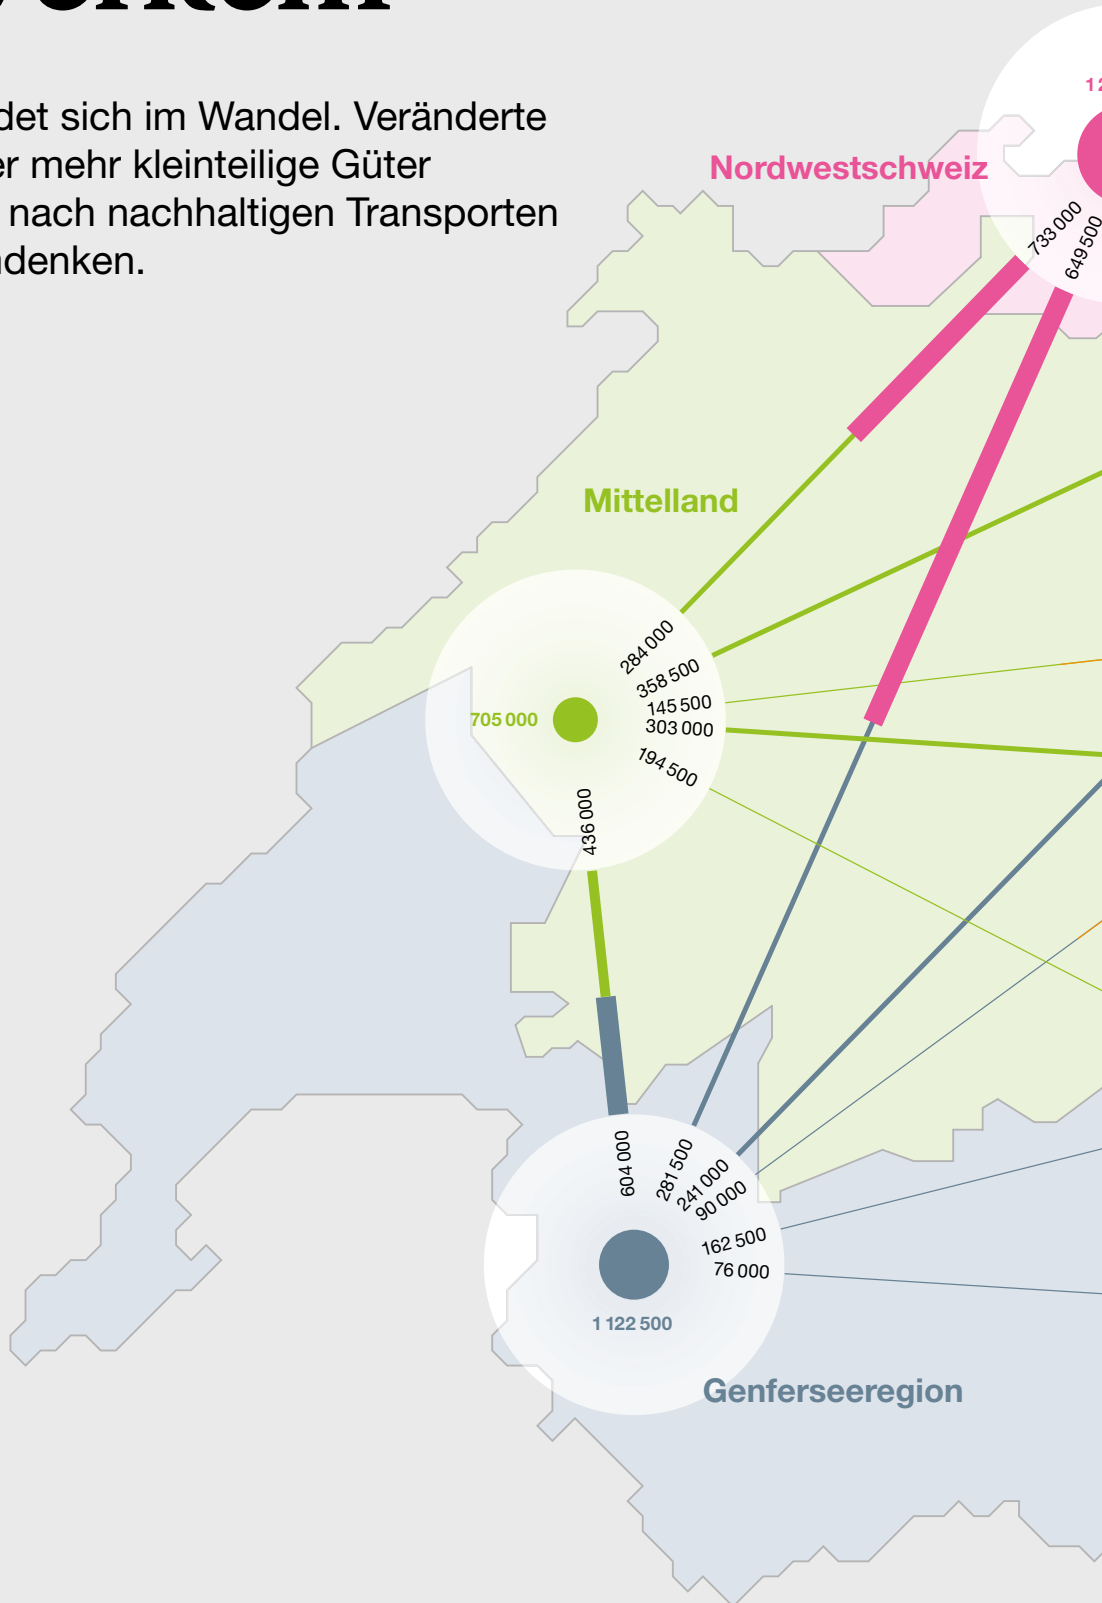 det sich im Wandel. Veränderte
er mehr kleinteilige Güter
nach nachhaltigen Transporten
denken.
Nordwestschweiz
733 000
649 500
Mittelland
284 000
358 500
145 500
303 000
194 500
436 000
705 000
604 000
281 500
241 000
90 000
162 500
76 000
1 122 500
Genferseeregion